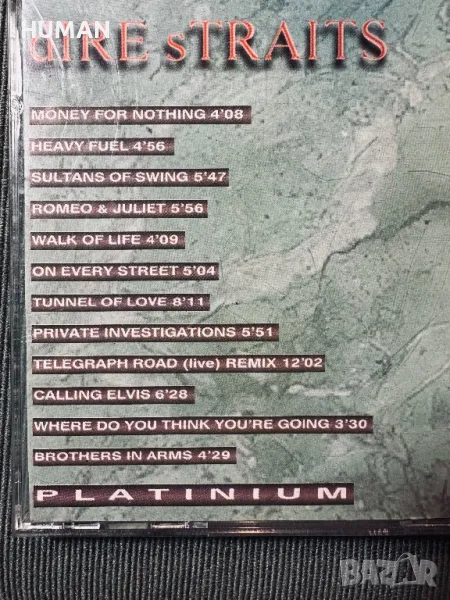 HUMAN
dIRE sTRAITS
MONEY FOR NOTHING 4'08
HEAVY FUEL 4'56
SULTANS OF SWING 5'47
ROMEO & JULIET 5'56
WALK OF LIFE 4'09
ON EVERY STREET 5'04
TUNNEL OF LOVE 8'11
PRIVATE INVESTIGATIONS 5'51
TELEGRAPH ROAD (live) REMIX 12'02
CALLING ELVIS 6'28
WHERE DO YOU THINK YOU'RE GOING 3'30
BROTHERS IN ARMS 4'29
PLATINIUM
BAZAR